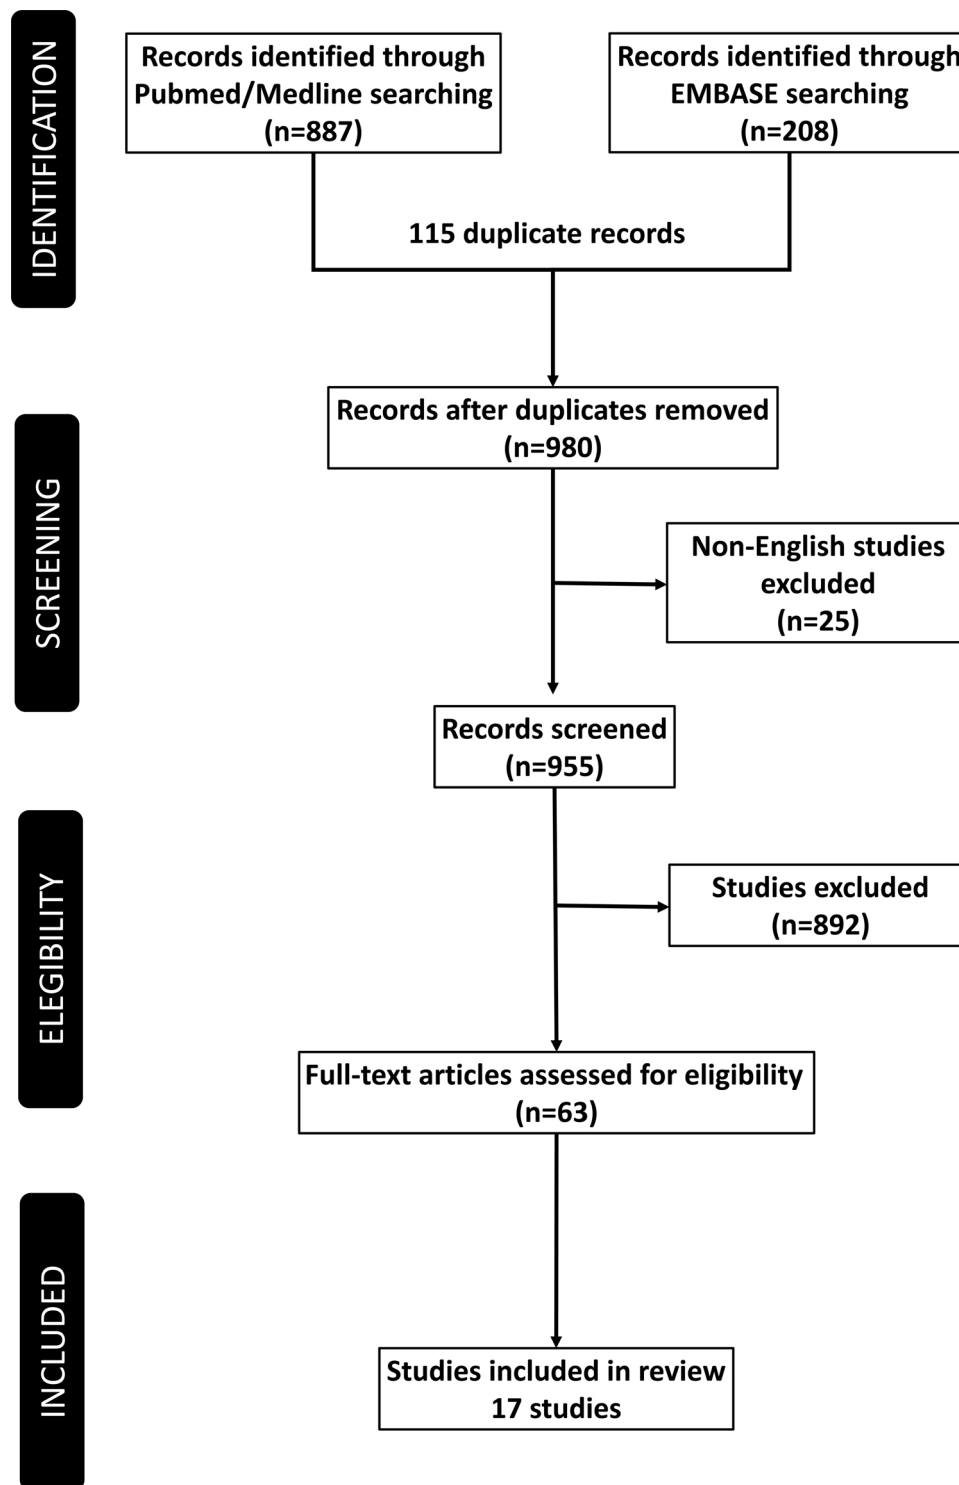 IDENTIFICATION
Records identified through
Pubmed/Medline searching
(n=887)
Records identified through
EMBASE searching
(n=208)
115 duplicate records
SCREENING
Records after duplicates removed
(n=980)
Non-English studies
excluded
(n=25)
Records screened
(n=955)
ELEGIBILITY
Studies excluded
(n=892)
Full-text articles assessed for eligibility
(n=63)
INCLUDED
Studies included in review
17 studies